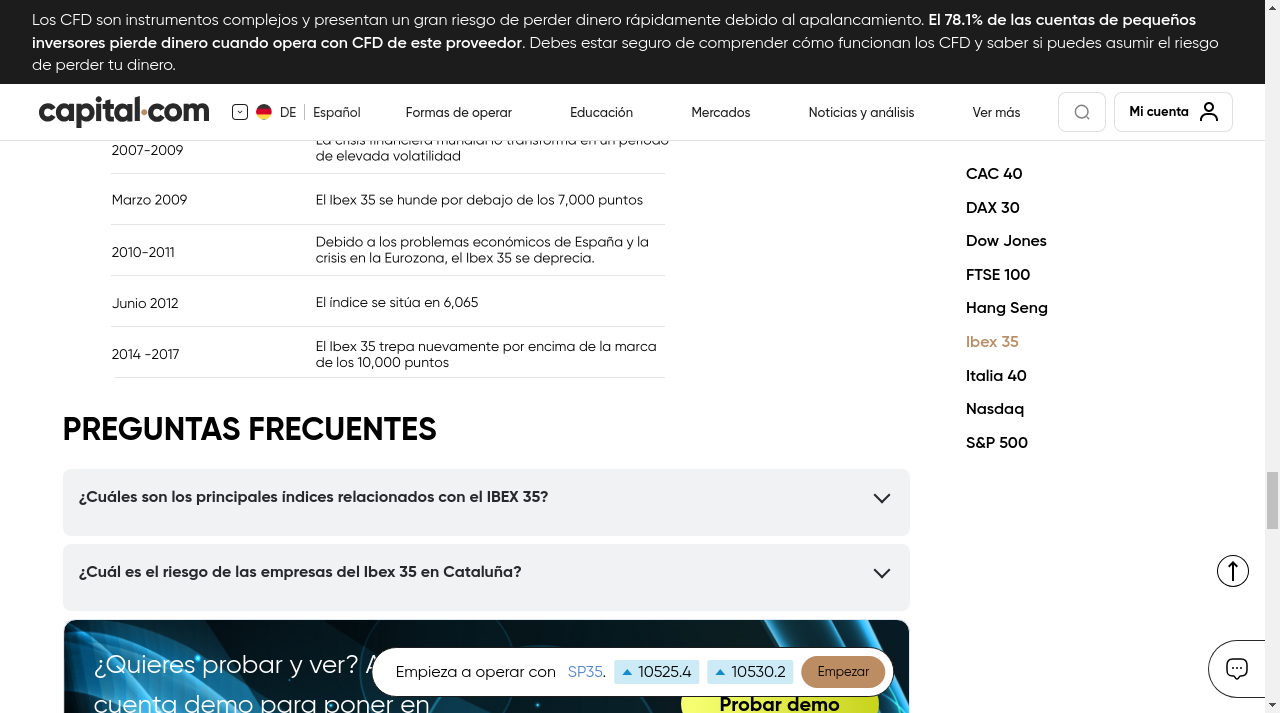 Los CFD son instrumentos complejos y presentan un gran riesgo de perder dinero rápidamente debido al apalancamiento. El 78.1% de las cuentas de pequeños
inversores pierde dinero cuando opera con CFD de este proveedor. Debes estar seguro de comprender cómo funcionan los CFD y saber si puedes asumir el riesgo
de perder tu dinero.
capital.com
DE
Español
Formas de operar
Educación
Mercados
Noticias y análisis
Ver más
Mi cuenta
2007-2009
La crisis financiera mundial lo transforma en un periodo
de elevada volatilidad
Marzo 2009
El Ibex 35 se hunde por debajo de los 7,000 puntos
2010-2011
Debido a los problemas económicos de España y la
crisis en la Eurozona, el Ibex 35 se deprecia.
Junio 2012
El índice se sitúa en 6,065
2014 -2017
El Ibex 35 trepa nuevamente por encima de la marca
de los 10,000 puntos
CAC 40
DAX 30
Dow Jones
FTSE 100
Hang Seng
Ibex 35
Italia 40
Nasdaq
S&P 500
PREGUNTAS FRECUENTES
¿Cuáles son los principales índices relacionados con el IBEX 35?
¿Cuál es el riesgo de las empresas del Ibex 35 en Cataluña?
¿Quieres probar y ver?
cuenta demo para poner en
Probar demo
Empieza a operar con SP35. 10525.4 10530.2 Empezar